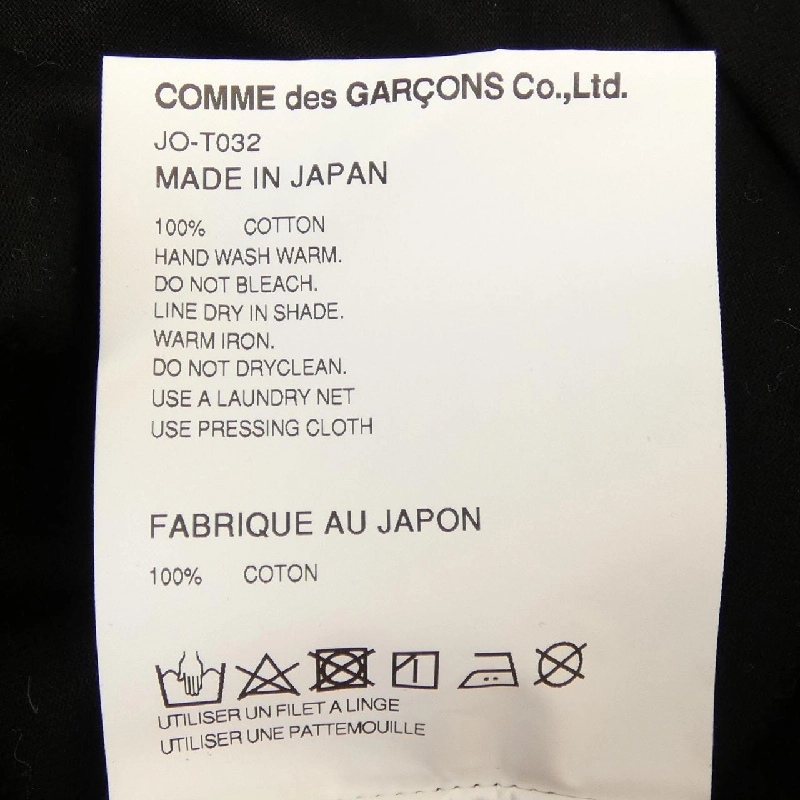 COMME des GARÇONS Co.,Ltd.
JO-T032
MADE IN JAPAN
100% COTTON
HAND WASH WARM.
DO NOT BLEACH.
LINE DRY IN SHADE.
WARM IRON.
DO NOT DRYCLEAN.
USE A LAUNDRY NET
USE PRESSING CLOTH
FABRIQUE AU JAPON
100% COTON
UTILISER UN FILET A LINGE
UTILISER UNE PATTEMOUILLE